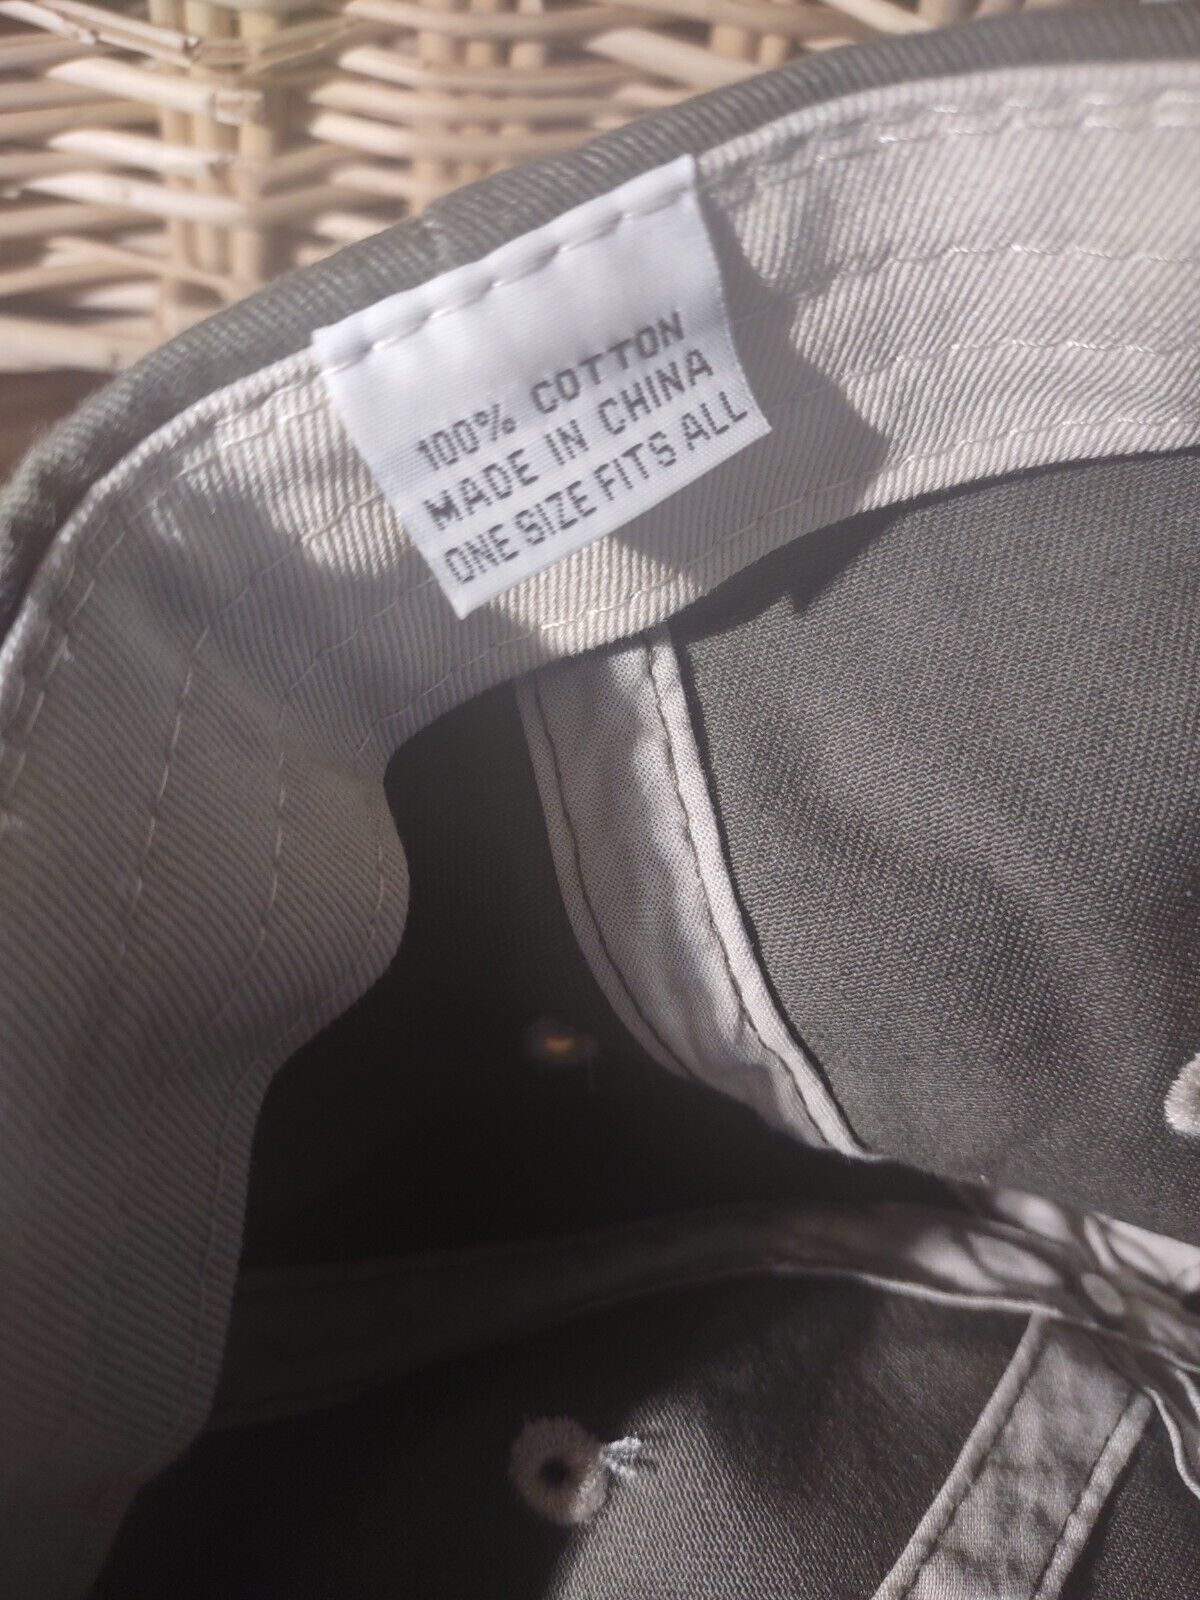 100% COTTON
MADE IN CHINA
ONE SIZE FITS ALL